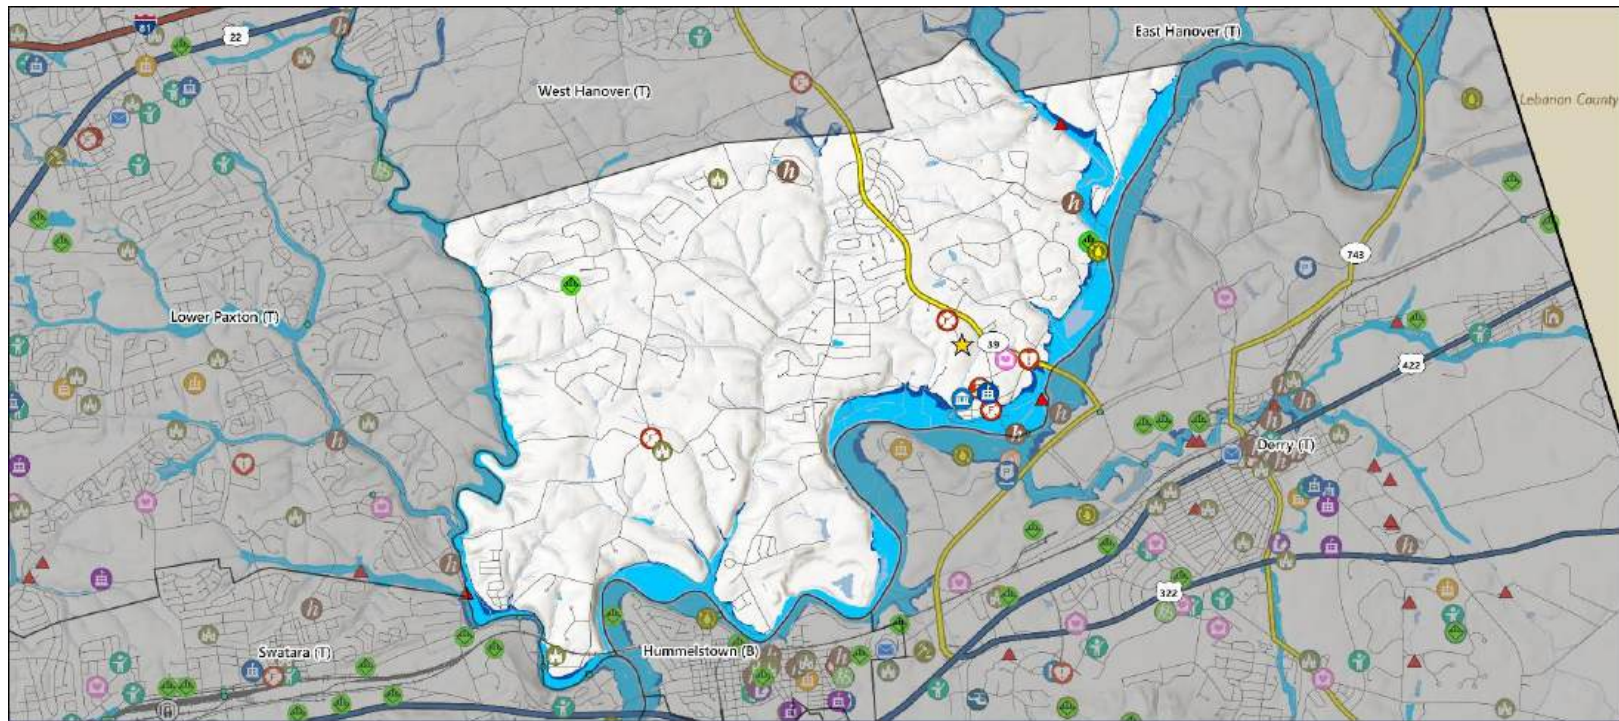 81
22
East Hanover (T)
West Hanover (T)
Lebanon County
743
Lower Paxton (T)
39
422
Derry (T)
322
Swatara (T)
Hummelstown (B)